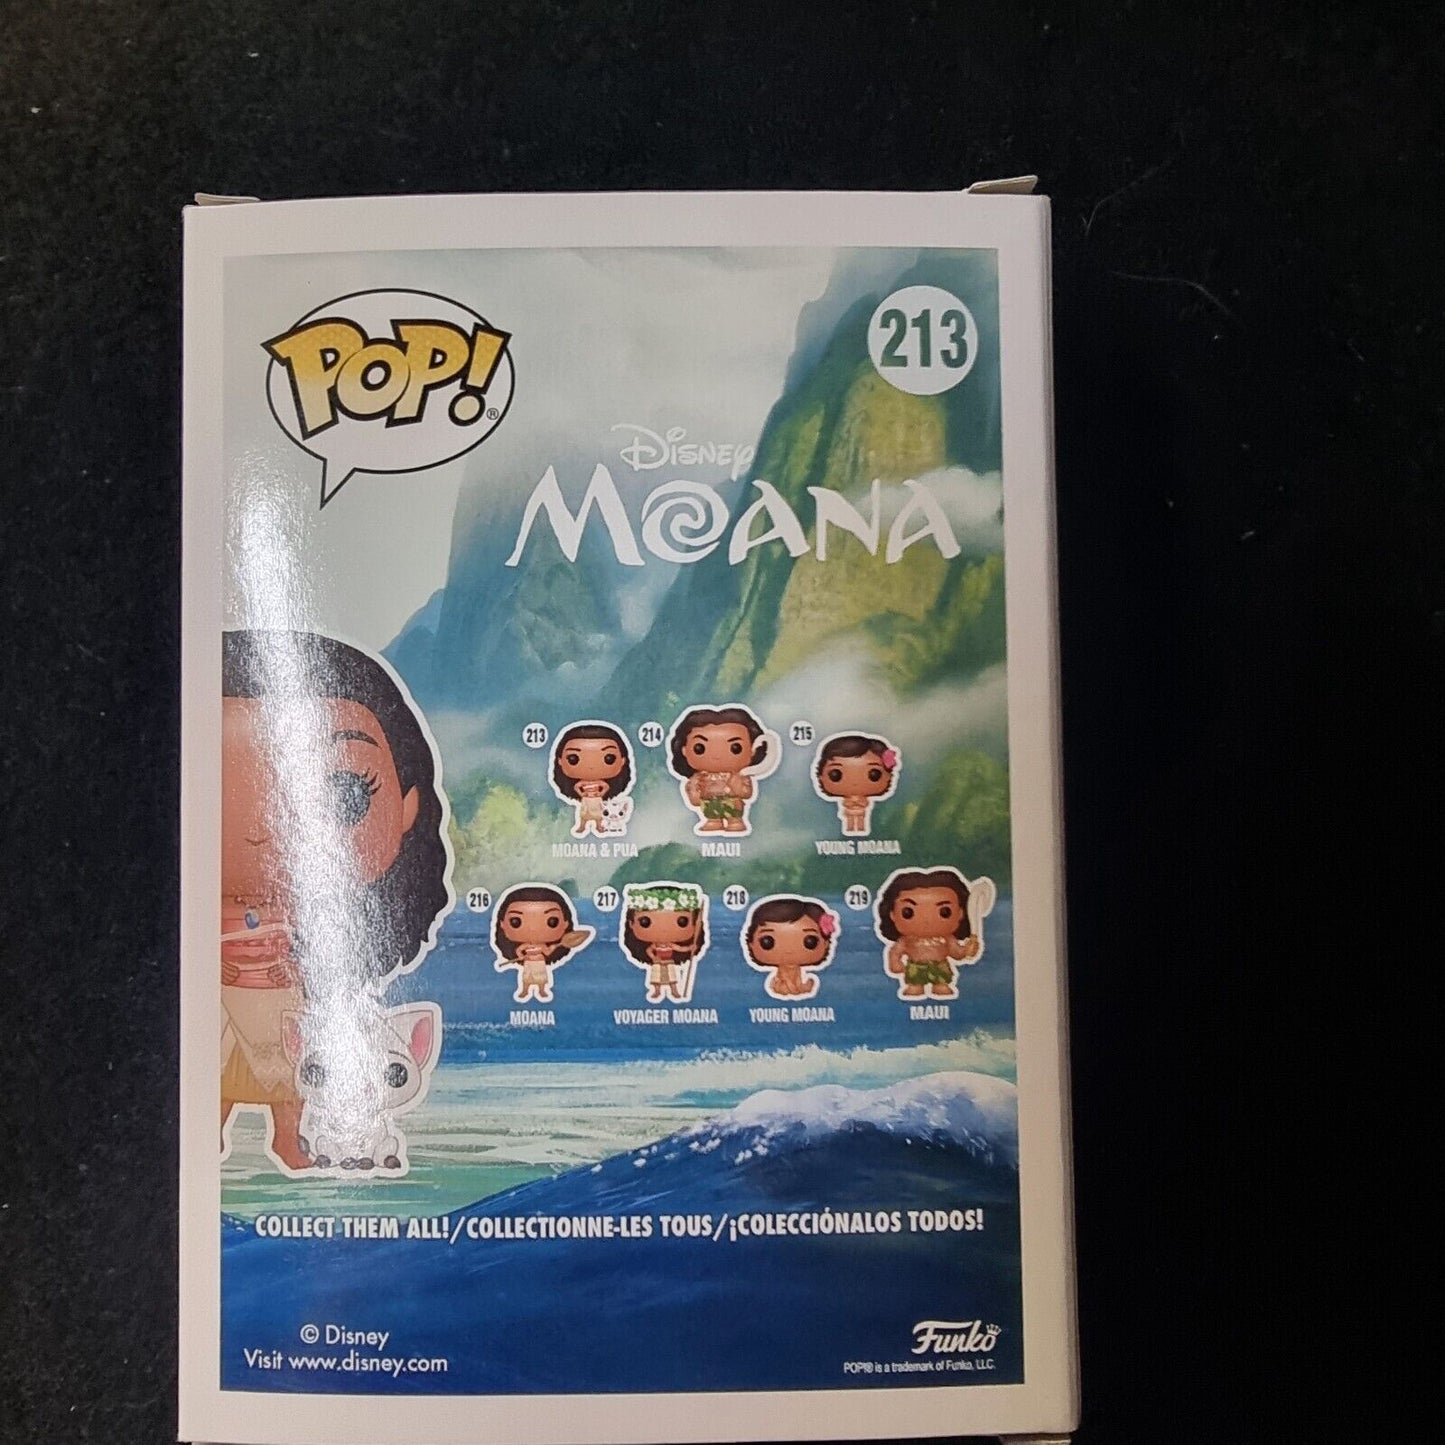 POP! ®
213
Disney
MOANA
213 214 215
MOANA & PUA MAUI YOUNG MOANA
216 217 218 219
MOANA VOYAGER MOANA YOUNG MOANA MAUI
COLLECT THEM ALL!/COLLECTIONNE-LES TOUS/¡COLECCIÓNALOS TODOS!
© Disney
Visit www.disney.com
Funko
POP!® is a trademark of Funko, LLC.